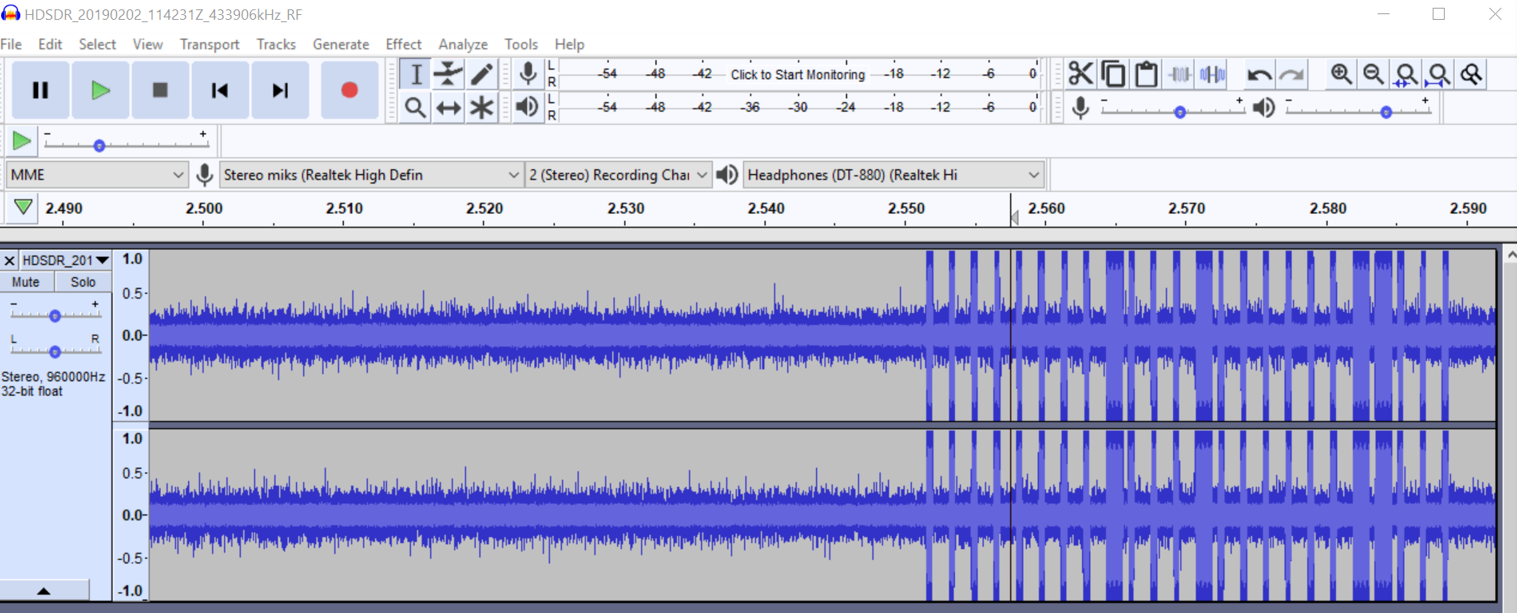 HDSDR_20190202_114231Z_433906kHz_RF
File Edit Select View Transport Tracks Generate Effect Analyze Tools Help
L
R
-54 -48 -42 Click to Start Monitoring -18 -12 -6 0
L
R
-54 -48 -42 -36 -30 -24 -18 -12 -6 0
- + - +
- +
MME Stereo miks (Realtek High Defin 2 (Stereo) Recording Chai Headphones (DT-880) (Realtek Hi
2.490 2.500 2.510 2.520 2.530 2.540 2.550 2.560 2.570 2.580 2.590
HDSDR_201
Mute Solo
- +
L R
Stereo, 960000Hz
32-bit float
1.0
0.5
0.0
-0.5
-1.0
1.0
0.5
0.0
-0.5
-1.0